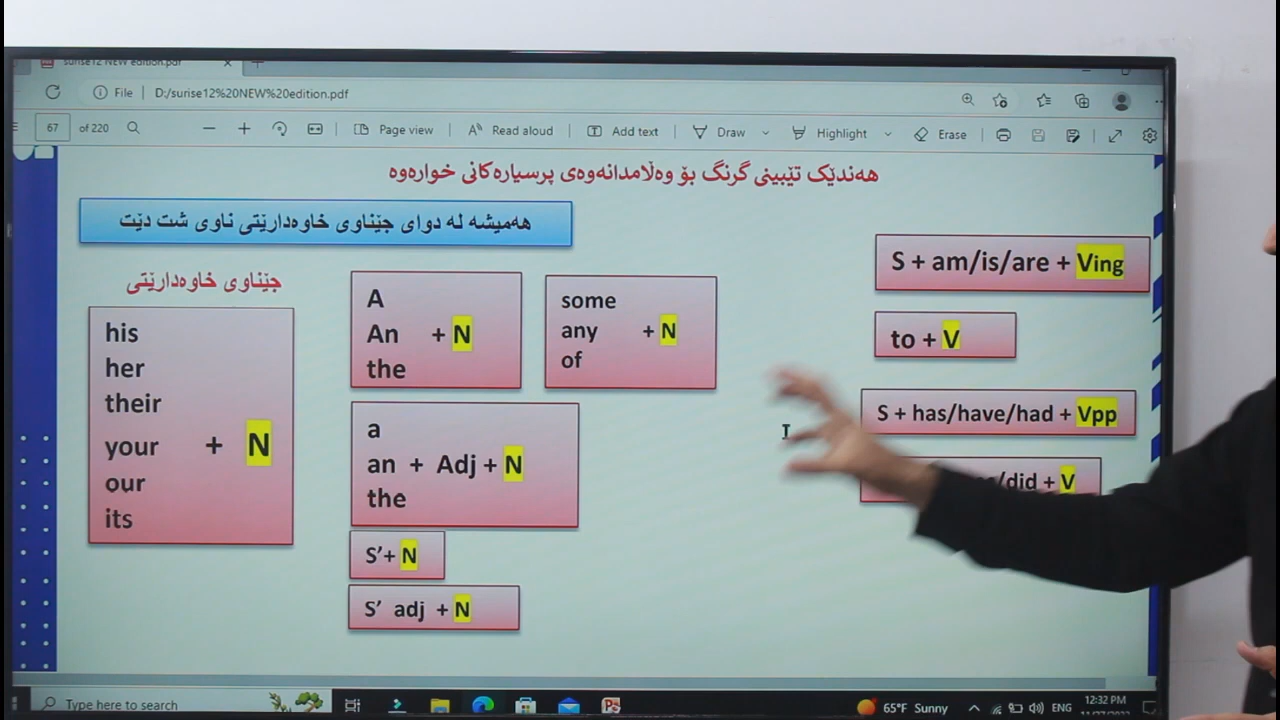 surise12 NEW edition.pdf
File D:/surise12%20NEW%20edition.pdf
67 of 220 Page view Read aloud Add text Draw Highlight Erase
هەندێک تێبینی گرنگ بۆ وەڵامدانەوەی پرسیارەکانی خوارەوە
هەمیشە لە دوای جێناوی خاوەدارێتی ناوی شت دێت
جێناوی خاوەدارێتی
his
her
their
your + N
our
its
A
An + N
the
some
any + N
of
a
an + Adj + N
the
S’+ N
S’ adj + N
S + am/is/are + Ving
to + V
S + has/have/had + Vpp
/did + V
Type here to search
65°F Sunny
ENG
12:32 PM